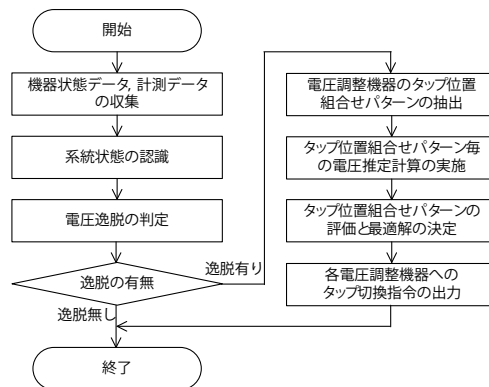 開始
機器状態データ, 計測データ
の収集
系統状態の認識
電圧逸脱の判定
逸脱の有無
逸脱有り
逸脱無し
終了
電圧調整機器のタップ位置
組合せパターンの抽出
タップ位置組合せパターン毎
の電圧推定計算の実施
タップ位置組合せパターンの
評価と最適解の決定
各電圧調整機器への
タップ切換指令の出力